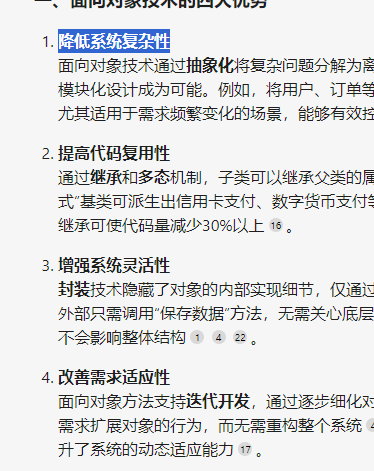 一、面向对象技术的四大优势
1. 降低系统复杂性
面向对象技术通过抽象化将复杂问题分解为离
模块化设计成为可能。例如，将用户、订单等
尤其适用于需求频繁变化的场景，能够有效控
2. 提高代码复用性
通过继承和多态机制，子类可以继承父类的属
式”基类可派生出信用卡支付、数字货币支付等
继承可使代码量减少30%以上 16 。
3. 增强系统灵活性
封装技术隐藏了对象的内部实现细节，仅通过
外部只需调用“保存数据”方法，无需关心底层
不会影响整体结构 1 4 22 。
4. 改善需求适应性
面向对象方法支持迭代开发，通过逐步细化对
需求扩展对象的行为，而无需重构整个系统 4
升了系统的动态适应能力 17 。